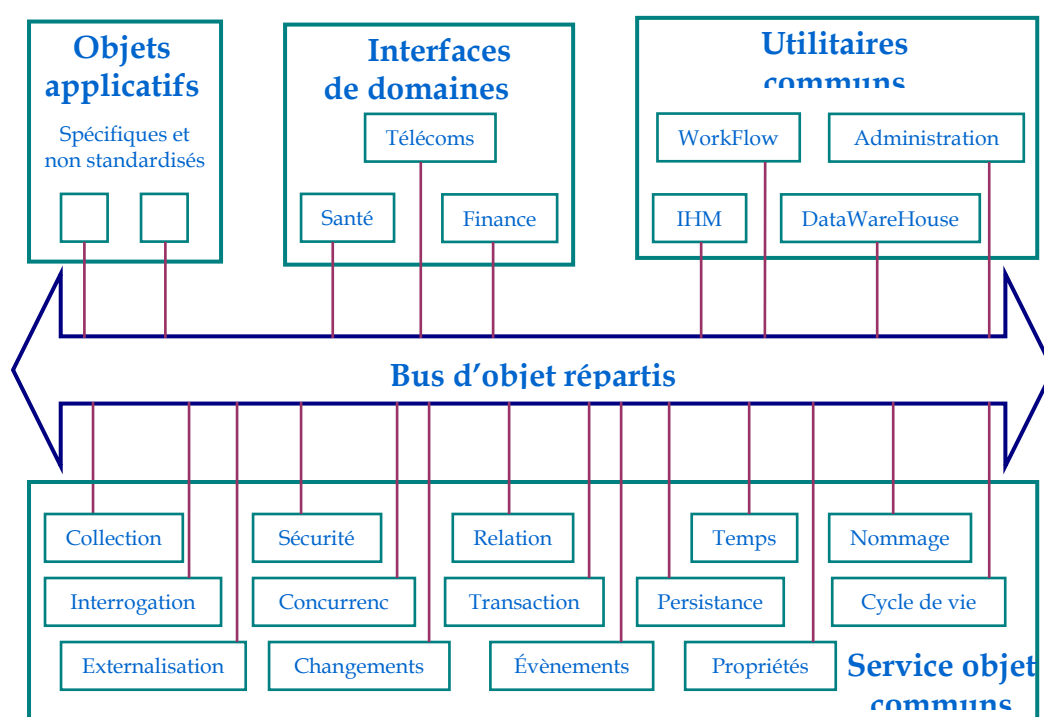 Objets
applicatifs
Spécifiques et
non standardisés
Interfaces
de domaines
Télécoms
Santé
Finance
Utilitaires
communs
WorkFlow
Administration
IHM
DataWareHouse
Bus d’objet répartis
Collection
Sécurité
Relation
Temps
Nommage
Interrogation
Concurrenc
Transaction
Persistance
Cycle de vie
Externalisation
Changements
Évènements
Propriétés
Service objet
communs